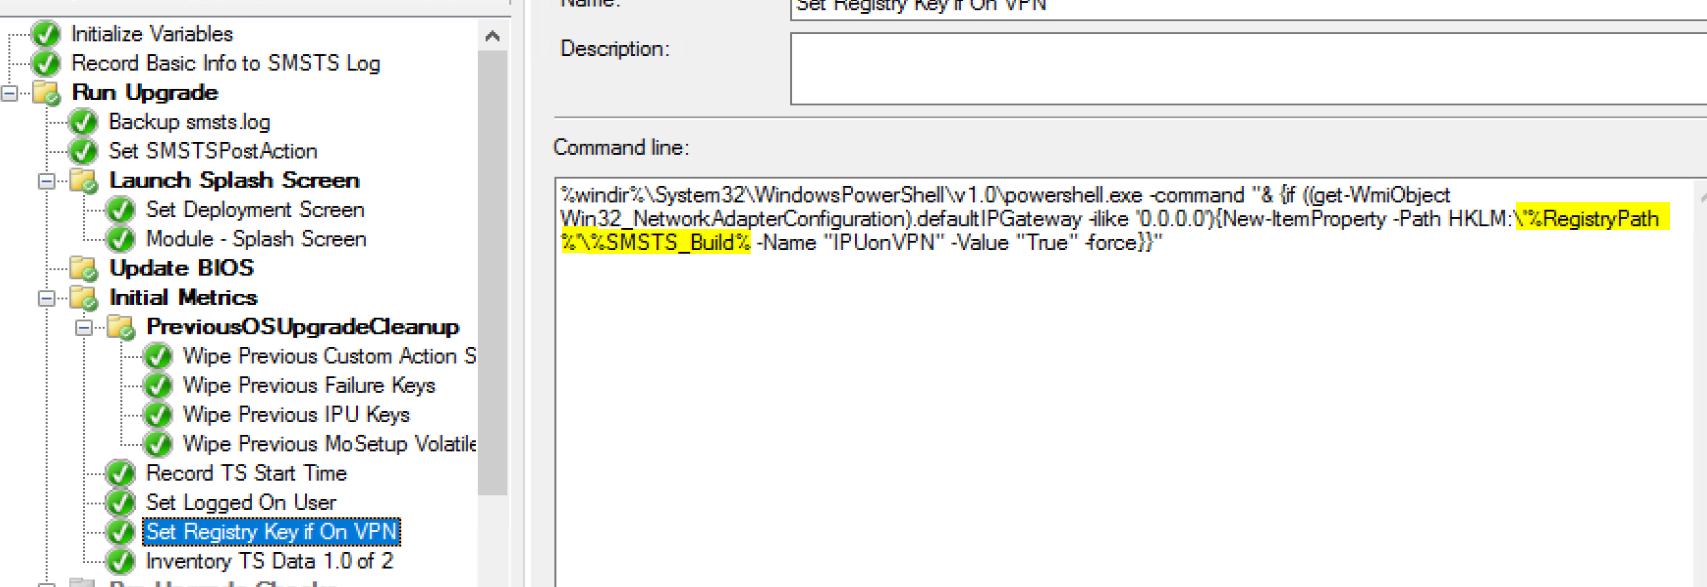 Initialize Variables
Record Basic Info to SMSTS Log
Run Upgrade
Backup smsts.log
Set SMSTSPostAction
Launch Splash Screen
Set Deployment Screen
Module - Splash Screen
Update BIOS
Initial Metrics
PreviousOSUpgradeCleanup
Wipe Previous Custom Action S
Wipe Previous Failure Keys
Wipe Previous IPU Keys
Wipe Previous MoSetup Volatile
Record TS Start Time
Set Logged On User
Set Registry Key if On VPN
Inventory TS Data 1.0 of 2
Name:
Set Registry Key if On VPN
Description:
Command line:
%windir%\System32\WindowsPowerShell\v1.0\powershell.exe -command "& {if ((get-WmiObject
Win32_NetworkAdapterConfiguration).defaultIPGateway -ilike '0.0.0.0'){New-ItemProperty -Path HKLM:\"%RegistryPath
%"\%SMSTS_Build% -Name "IPUonVPN" -Value "True" -force}}"